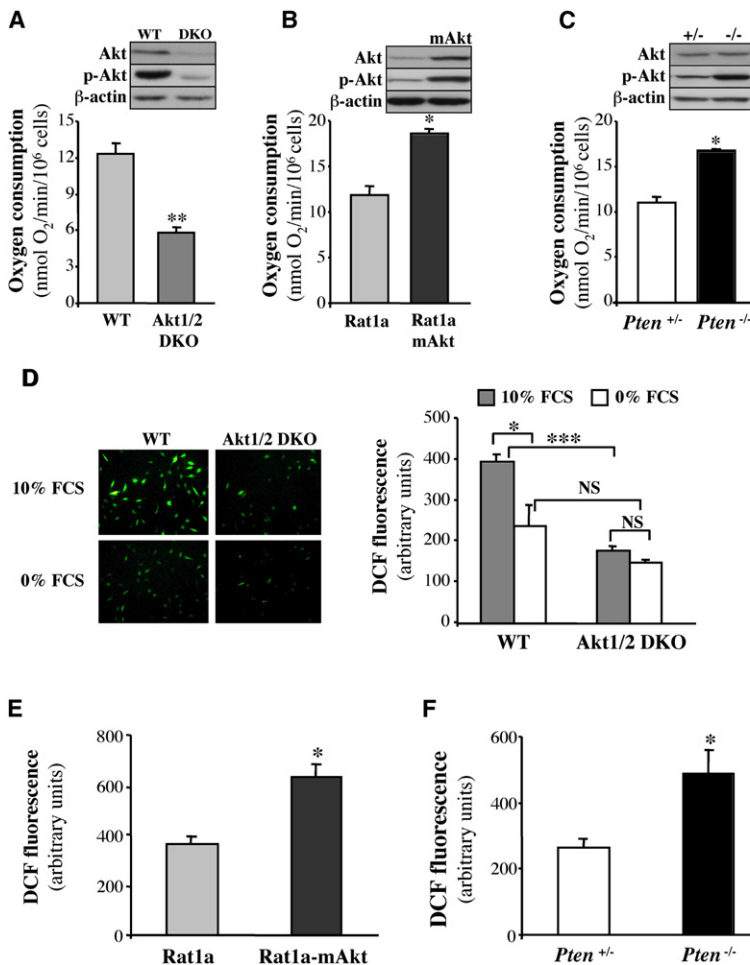 A
WT DKO
Akt
p-Akt
β-actin
Oxygen consumption
(nmol O₂/min/10⁶ cells)
15
12
9
6
3
0
**
WT
Akt1/2
DKO
B
mAkt
Akt
p-Akt
β-actin
Oxygen consumption
(nmol O₂/min/10⁶ cells)
20
15
10
5
0
*
Rat1a
Rat1a
mAkt
C
+/- -/-
Akt
p-Akt
β-actin
Oxygen consumption
(nmol O₂/min/10⁶ cells)
20
15
10
5
0
*
Pten +/-
Pten -/-
D
WT
Akt1/2 DKO
10% FCS
0% FCS
10% FCS
0% FCS
DCF fluorescence
(arbitrary units)
500
400
300
200
100
0
*
***
NS
NS
WT
Akt1/2 DKO
E
DCF fluorescence
(arbitrary units)
800
600
400
200
0
*
Rat1a
Rat1a-mAkt
F
DCF fluorescence
(arbitrary units)
600
400
200
0
*
Pten +/-
Pten -/-